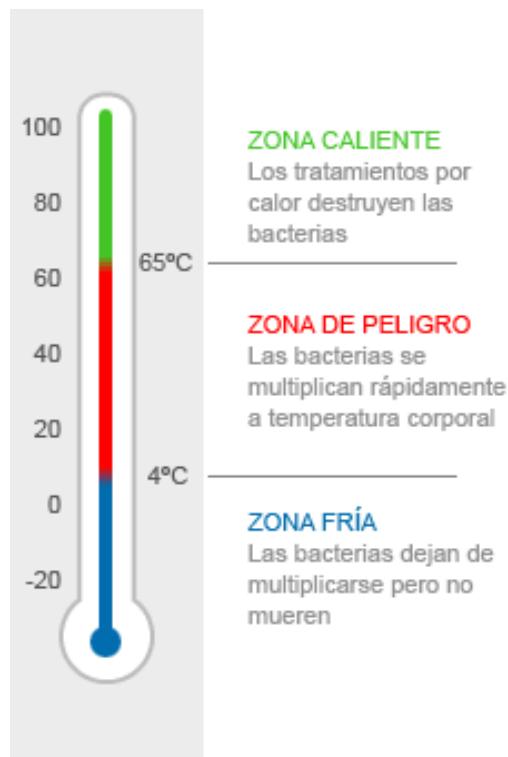 100
80
60
40
20
0
-20
65ºC
4ºC
ZONA CALIENTE
Los tratamientos por
calor destruyen las
bacterias
ZONA DE PELIGRO
Las bacterias se
multiplican rápidamente
a temperatura corporal
ZONA FRÍA
Las bacterias dejan de
multiplicarse pero no
mueren